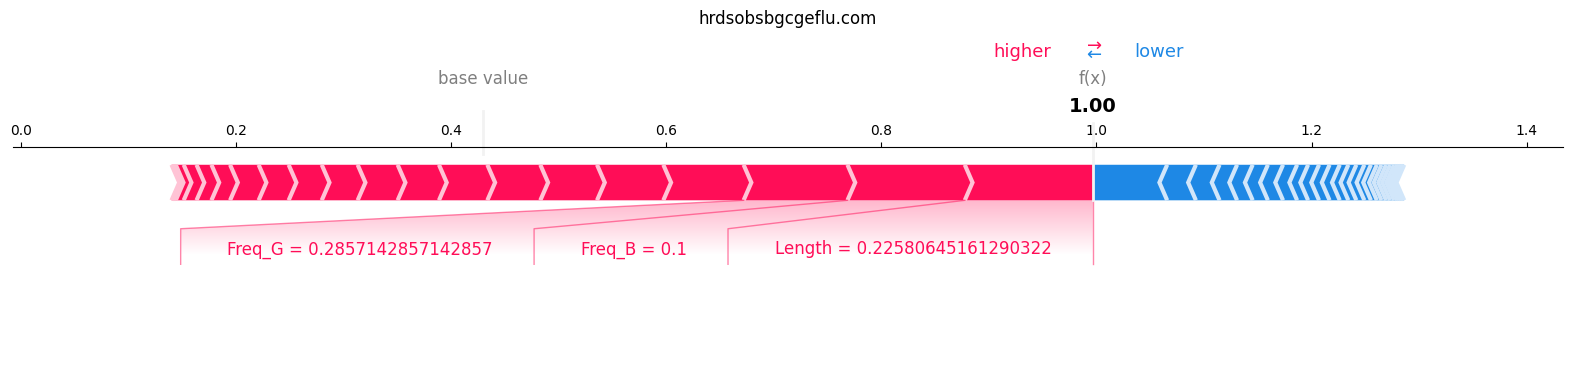 hrdsobsbgcgeflu.com
higher → ← lower
base value f(x)
1.00
0.0 0.2 0.4 0.6 0.8 1.0 1.2 1.4
Freq_G = 0.2857142857142857 Freq_B = 0.1 Length = 0.22580645161290322